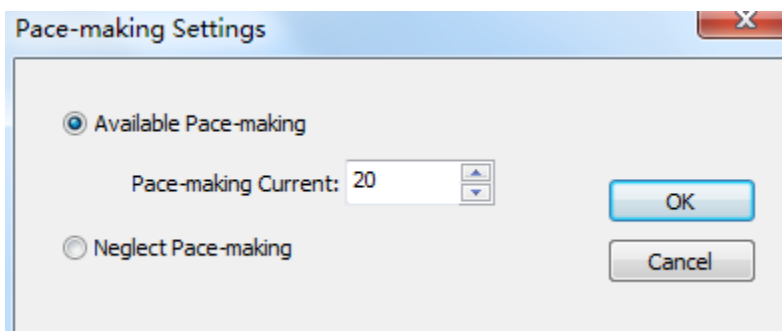 Pace-making Settings
Available Pace-making
Pace-making Current: 20
OK
Neglect Pace-making
Cancel